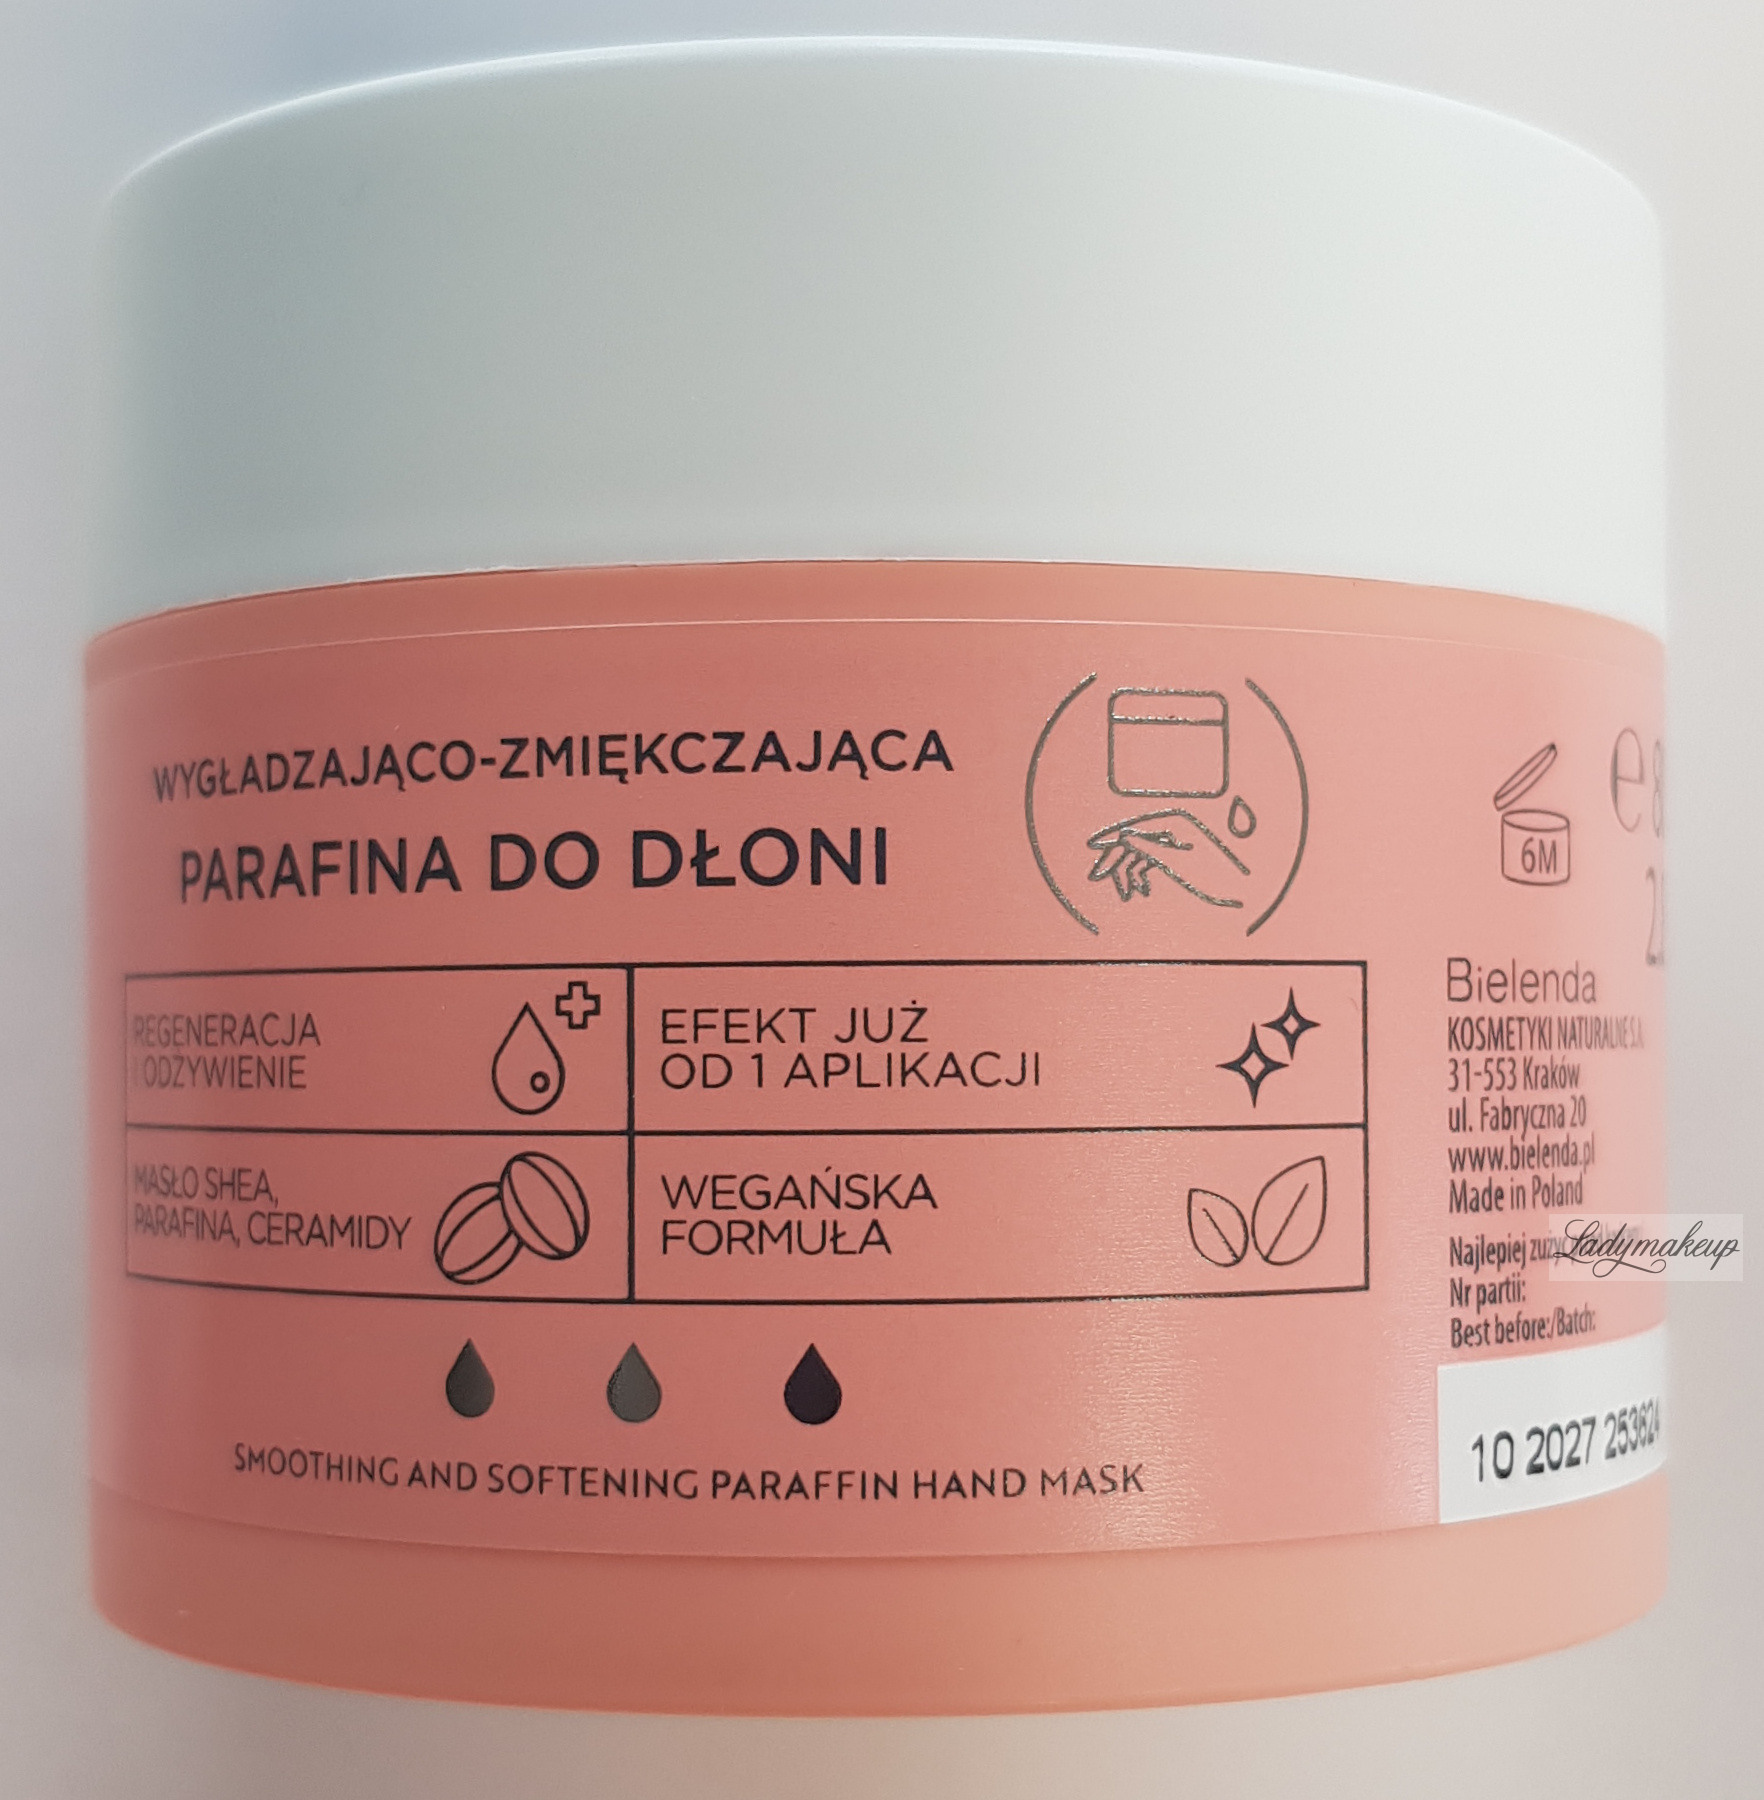 WYGŁADZAJĄCO-ZMIĘKCZAJĄCA
PARAFINA DO DŁONI
REGENERACJA
I ODŻYWIENIE
EFEKT JUŻ
OD 1 APLIKACJI
MASŁO SHEA,
PARAFINA, CERAMIDY
WEGAŃSKA
FORMUŁA
SMOOTHING AND SOFTENING PARAFFIN HAND MASK
6M
Bielenda
KOSMETYKI NATURALNE S.A.
31-553 Kraków
ul. Fabryczna 20
www.bielenda.pl
Made in Poland
Najlepiej
Nr partii:
Best before:/Batch:
10 2027 253624
Ladymakeup